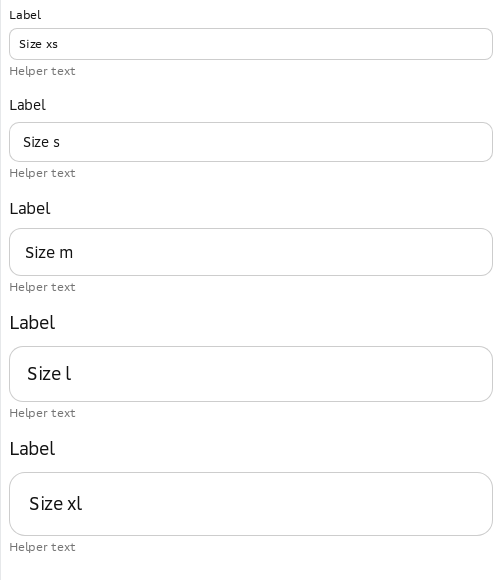 Label
Size xs
Helper text
Label
Size s
Helper text
Label
Size m
Helper text
Label
Size l
Helper text
Label
Size xl
Helper text